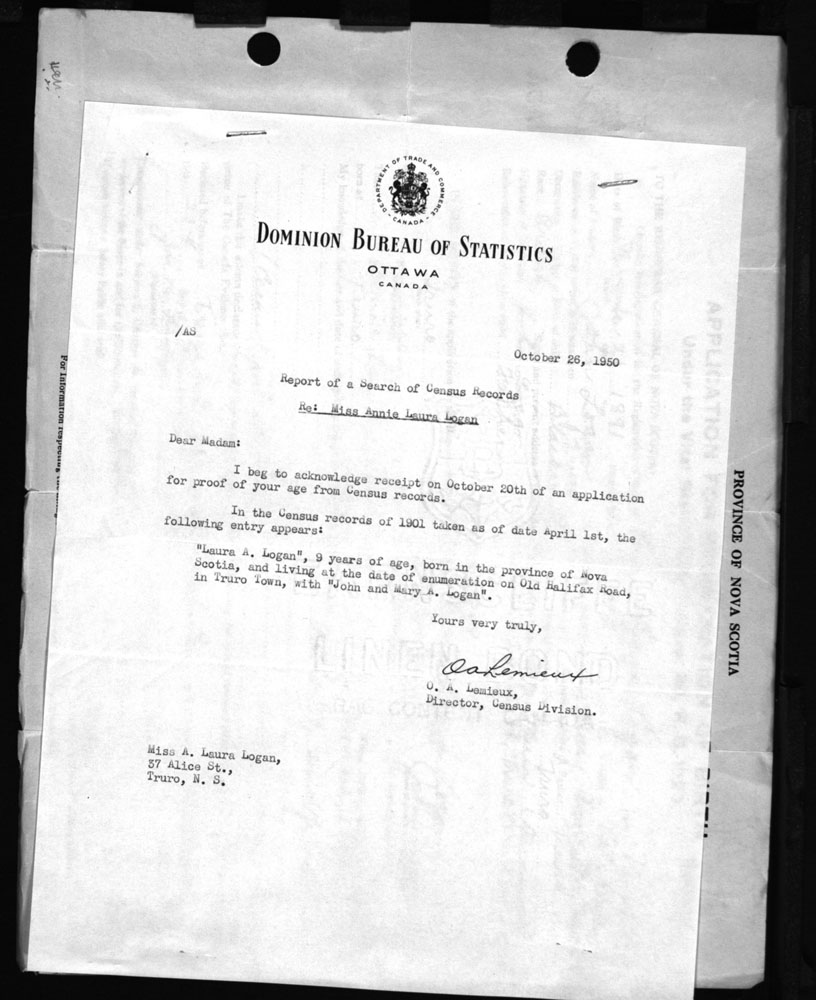 DEPARTMENT OF TRADE AND COMMERCE
CANADA
DOMINION BUREAU OF STATISTICS
OTTAWA
CANADA
/AS
October 26, 1950
Report of a Search of Census Records
Re: Miss Annie Laura Logan
Dear Madam:
I beg to acknowledge receipt on October 20th of an application
for proof of your age from Census records.
In the Census records of 1901 taken as of date April 1st, the
following entry appears:
"Laura A. Logan", 9 years of age, born in the province of Nova
Scotia, and living at the date of enumeration on Old Halifax Road,
in Truro Town, with "John and Mary A. Logan".
Yours very truly,
OALemieux
O. A. Lemieux,
Director, Census Division.
Miss A. Laura Logan,
37 Alice St.,
Truro, N. S.
For information respecting
PROVINCE OF NOVA SCOTIA